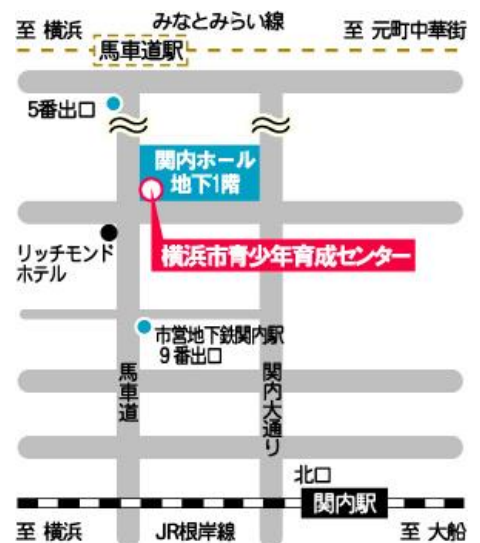 みなとみらい線
至 横浜
至 元町中華街
馬車道駅
5番出口
関内ホール
地下1階
リッチモンド
ホテル
横浜市青少年育成センター
市営地下鉄関内駅
9番出口
馬車道
関内大通り
北口
関内駅
至 横浜
JR根岸線
至 大船